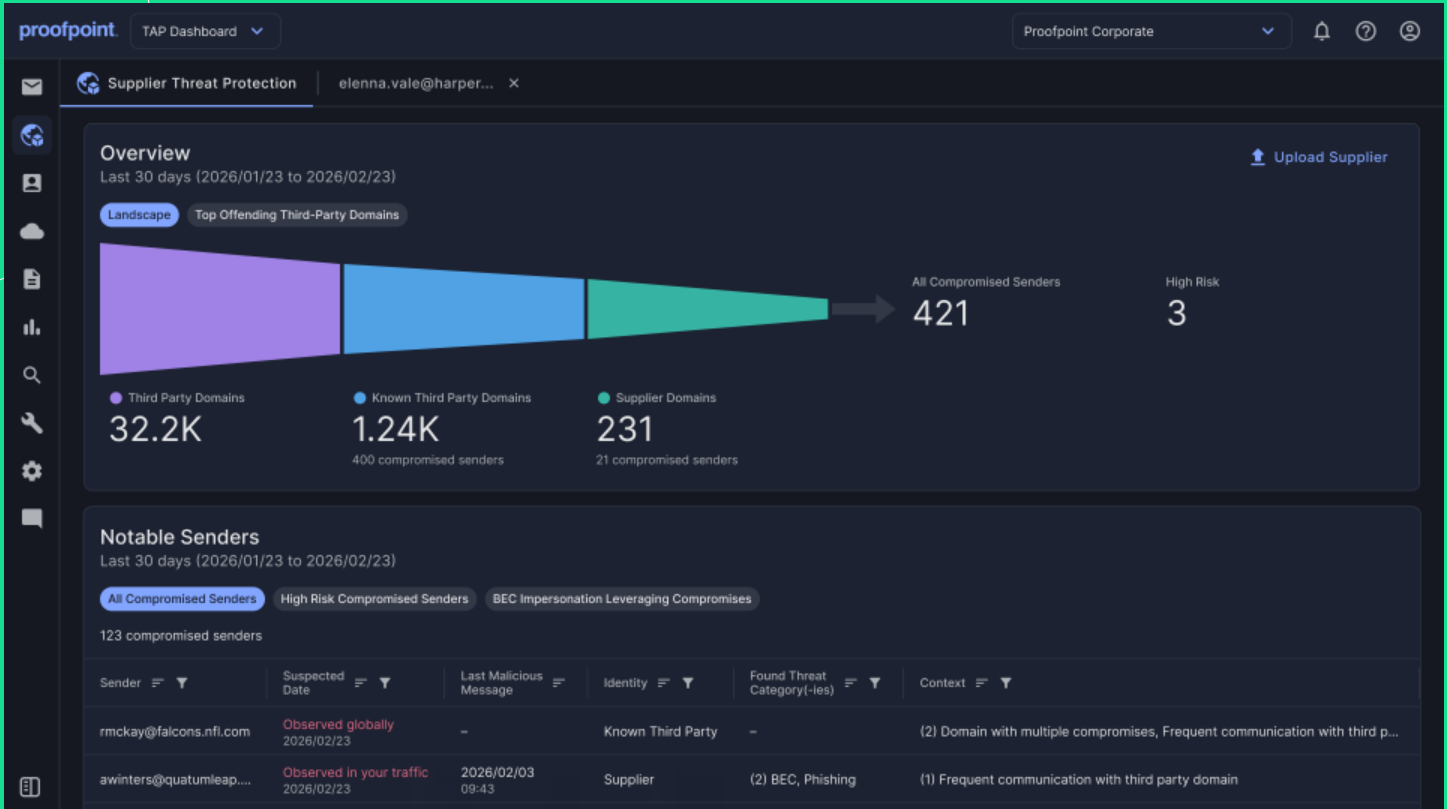 proofpoint.
TAP Dashboard
Proofpoint Corporate
Supplier Threat Protection
elenna.vale@harper...
Overview
Upload Supplier
Last 30 days (2026/01/23 to 2026/02/23)
Landscape
Top Offending Third-Party Domains
All Compromised Senders
421
High Risk
3
Third Party Domains
32.2K
Known Third Party Domains
1.24K
400 compromised senders
Supplier Domains
231
21 compromised senders
Notable Senders
Last 30 days (2026/01/23 to 2026/02/23)
All Compromised Senders
High Risk Compromised Senders
BEC Impersonation Leveraging Compromises
123 compromised senders
Sender
Suspected
Date
Last Malicious
Message
Identity
Found Threat
Category(-ies)
Context
rmckay@falcons.nfl.com
Observed globally
2026/02/23
–
Known Third Party
–
(2) Domain with multiple compromises, Frequent communication with third p...
awinters@quatumleap....
Observed in your traffic
2026/02/23
2026/02/03
09:43
Supplier
(2) BEC, Phishing
(1) Frequent communication with third party domain